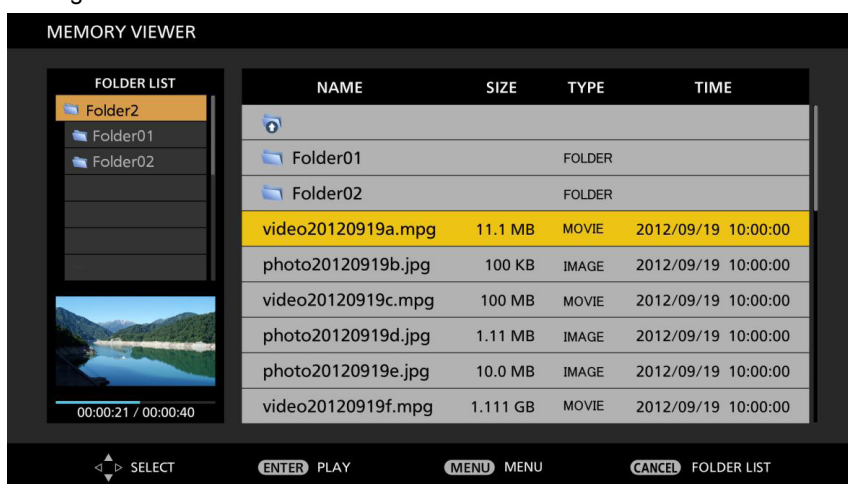 MEMORY VIEWER
FOLDER LIST
Folder2
Folder01
Folder02
00:00:21 / 00:00:40
NAME SIZE TYPE TIME
Folder01 FOLDER
Folder02 FOLDER
video20120919a.mpg 11.1 MB MOVIE 2012/09/19 10:00:00
photo20120919b.jpg 100 KB IMAGE 2012/09/19 10:00:00
video20120919c.mpg 100 MB MOVIE 2012/09/19 10:00:00
photo20120919d.jpg 1.11 MB IMAGE 2012/09/19 10:00:00
photo20120919e.jpg 10.0 MB IMAGE 2012/09/19 10:00:00
video20120919f.mpg 1.111 GB MOVIE 2012/09/19 10:00:00
SELECT ENTER PLAY MENU MENU CANCEL FOLDER LIST